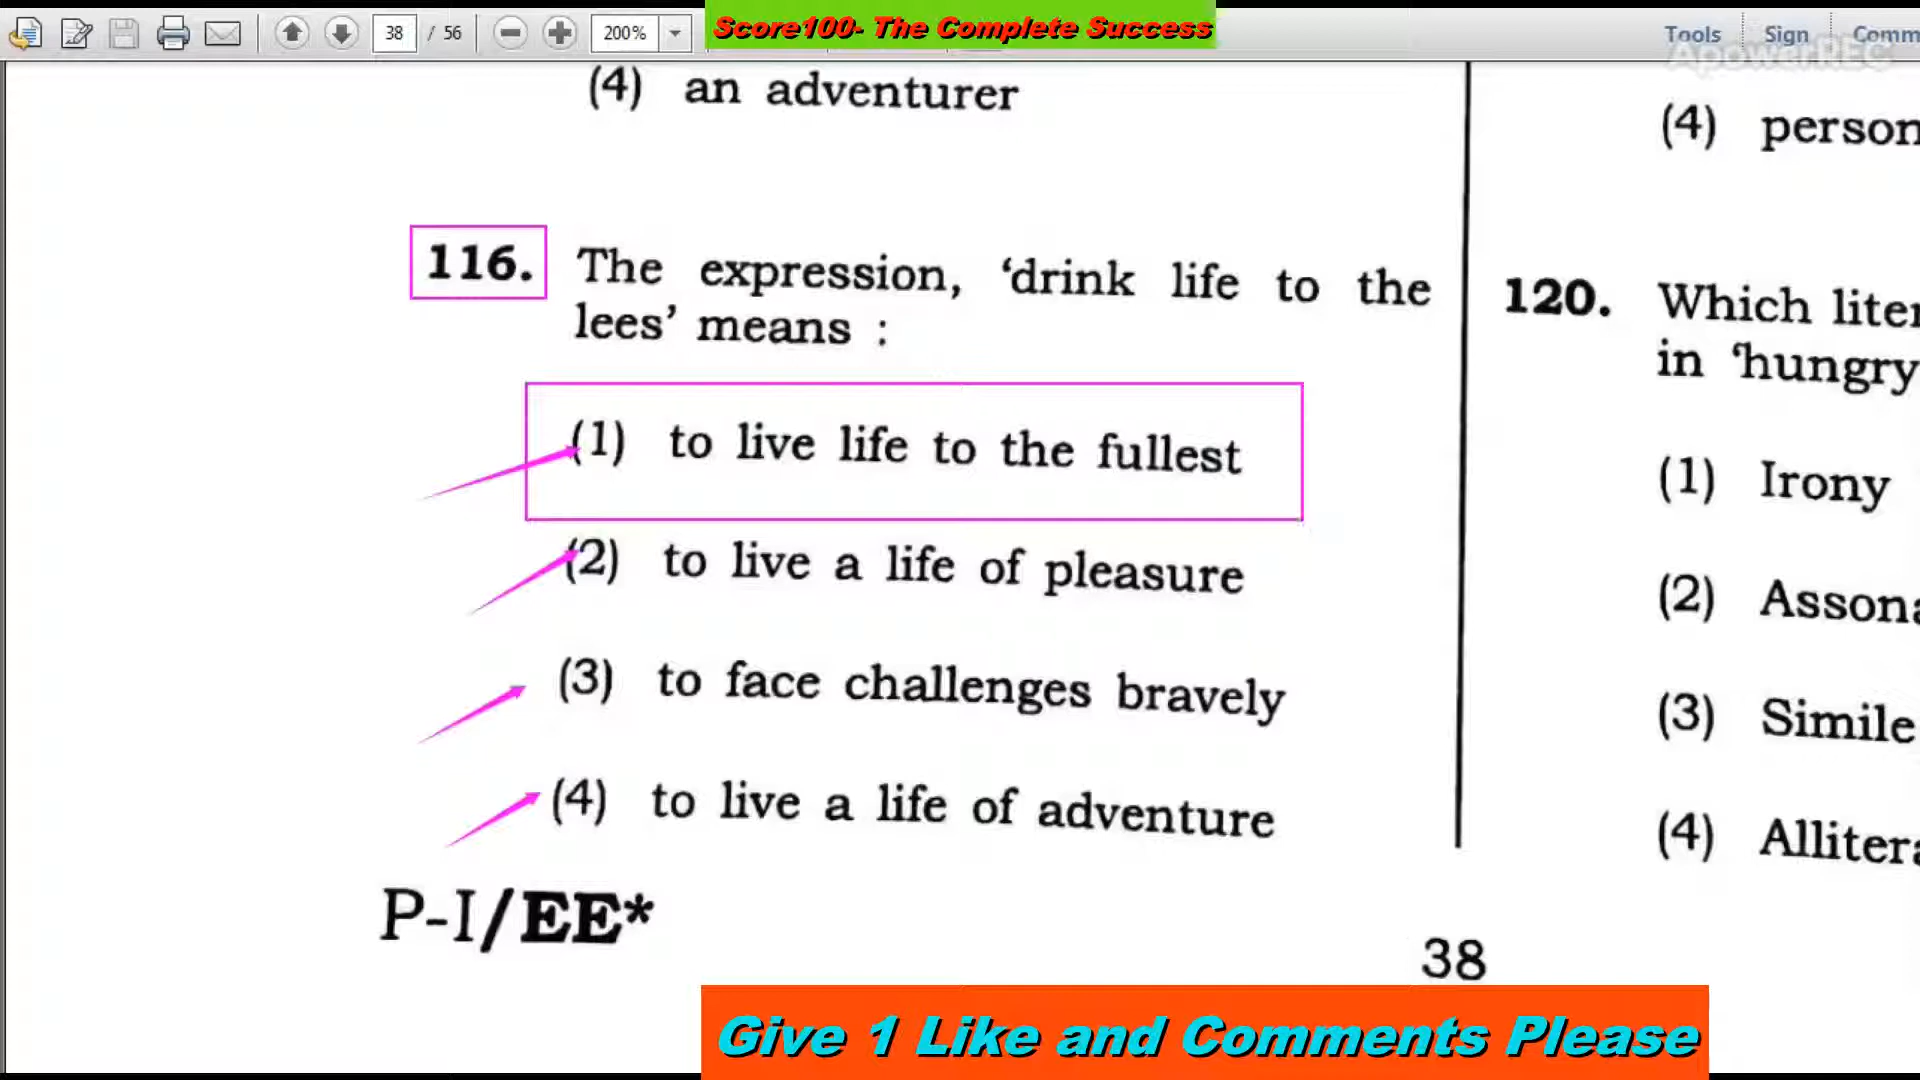 38 / 56
200%
Score100- The Complete Success
Tools Sign
ApowerREC
(4) an adventurer
116. The expression, ‘drink life to the
lees’ means :
(1) to live life to the fullest
(2) to live a life of pleasure
(3) to face challenges bravely
(4) to live a life of adventure
P-I/EE*
(4) person
120. Which liter
in ‘hungry
(1) Irony
(2) Assona
(3) Simile
(4) Allitera
38
Give 1 Like and Comments Please